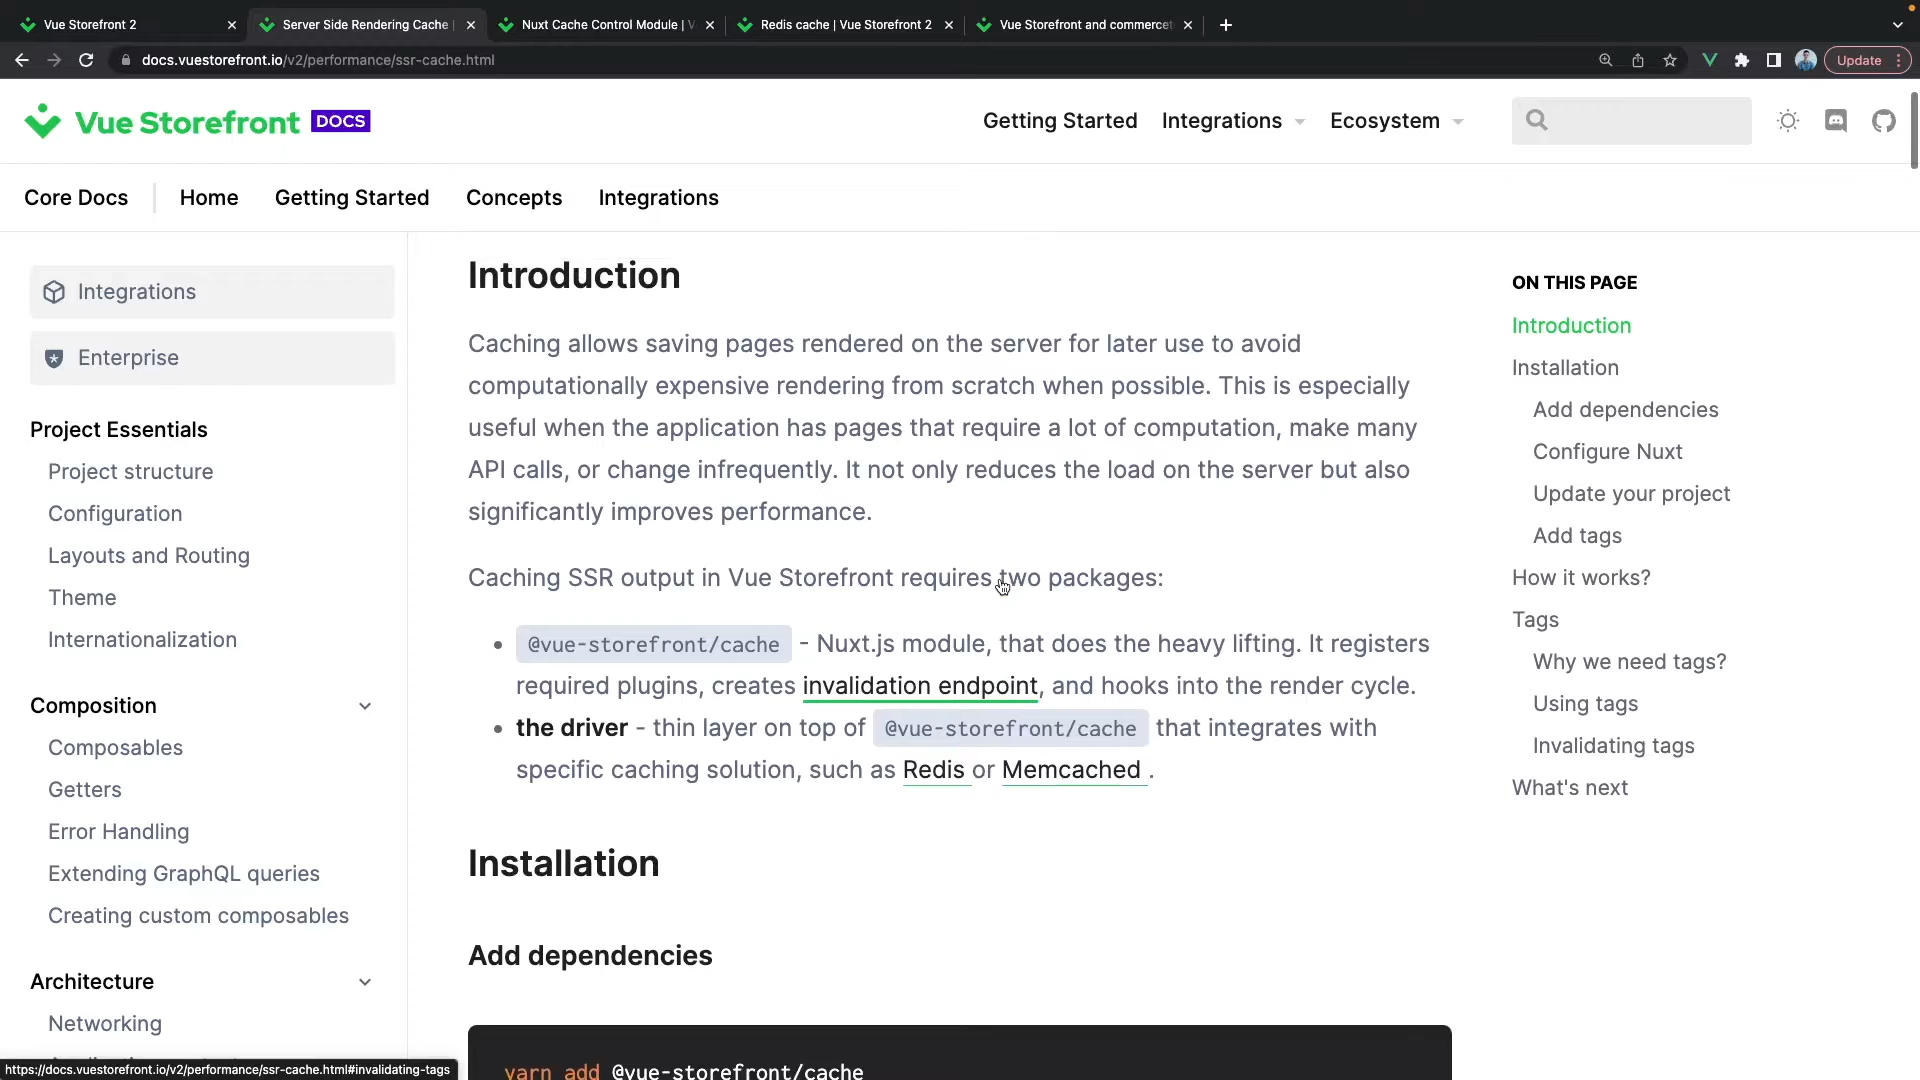 Vue Storefront 2
Server Side Rendering Cache |
Nuxt Cache Control Module | V
Redis cache | Vue Storefront 2
Vue Storefront and commercet
docs.vuestorefront.io/v2/performance/ssr-cache.html
Update
Vue Storefront DOCS
Getting Started
Integrations
Ecosystem
Core Docs
Home
Getting Started
Concepts
Integrations
Integrations
Enterprise
Project Essentials
Project structure
Configuration
Layouts and Routing
Theme
Internationalization
Composition
Composables
Getters
Error Handling
Extending GraphQL queries
Creating custom composables
Architecture
Networking
https://docs.vuestorefront.io/v2/performance/ssr-cache.html#invalidating-tags
Introduction
Caching allows saving pages rendered on the server for later use to avoid
computationally expensive rendering from scratch when possible. This is especially
useful when the application has pages that require a lot of computation, make many
API calls, or change infrequently. It not only reduces the load on the server but also
significantly improves performance.
Caching SSR output in Vue Storefront requires two packages:
@vue-storefront/cache - Nuxt.js module, that does the heavy lifting. It registers
required plugins, creates invalidation endpoint, and hooks into the render cycle.
the driver - thin layer on top of @vue-storefront/cache that integrates with
specific caching solution, such as Redis or Memcached .
Installation
Add dependencies
yarn add @vue-storefront/cache
ON THIS PAGE
Introduction
Installation
Add dependencies
Configure Nuxt
Update your project
Add tags
How it works?
Tags
Why we need tags?
Using tags
Invalidating tags
What's next